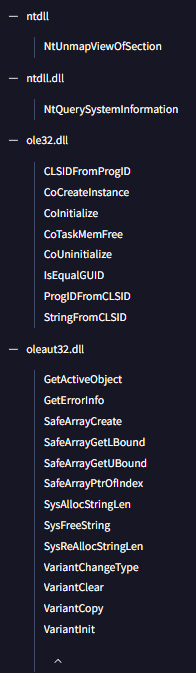 ntdll
NtUnmapViewOfSection
ntdll.dll
NtQuerySystemInformation
ole32.dll
CLSIDFromProgID
CoCreateInstance
CoInitialize
CoTaskMemFree
CoUninitialize
IsEqualGUID
ProgIDFromCLSID
StringFromCLSID
oleaut32.dll
GetActiveObject
GetErrorInfo
SafeArrayCreate
SafeArrayGetLBound
SafeArrayGetUBound
SafeArrayPtrOfIndex
SysAllocStringLen
SysFreeString
SysReAllocStringLen
VariantChangeType
VariantClear
VariantCopy
VariantInit